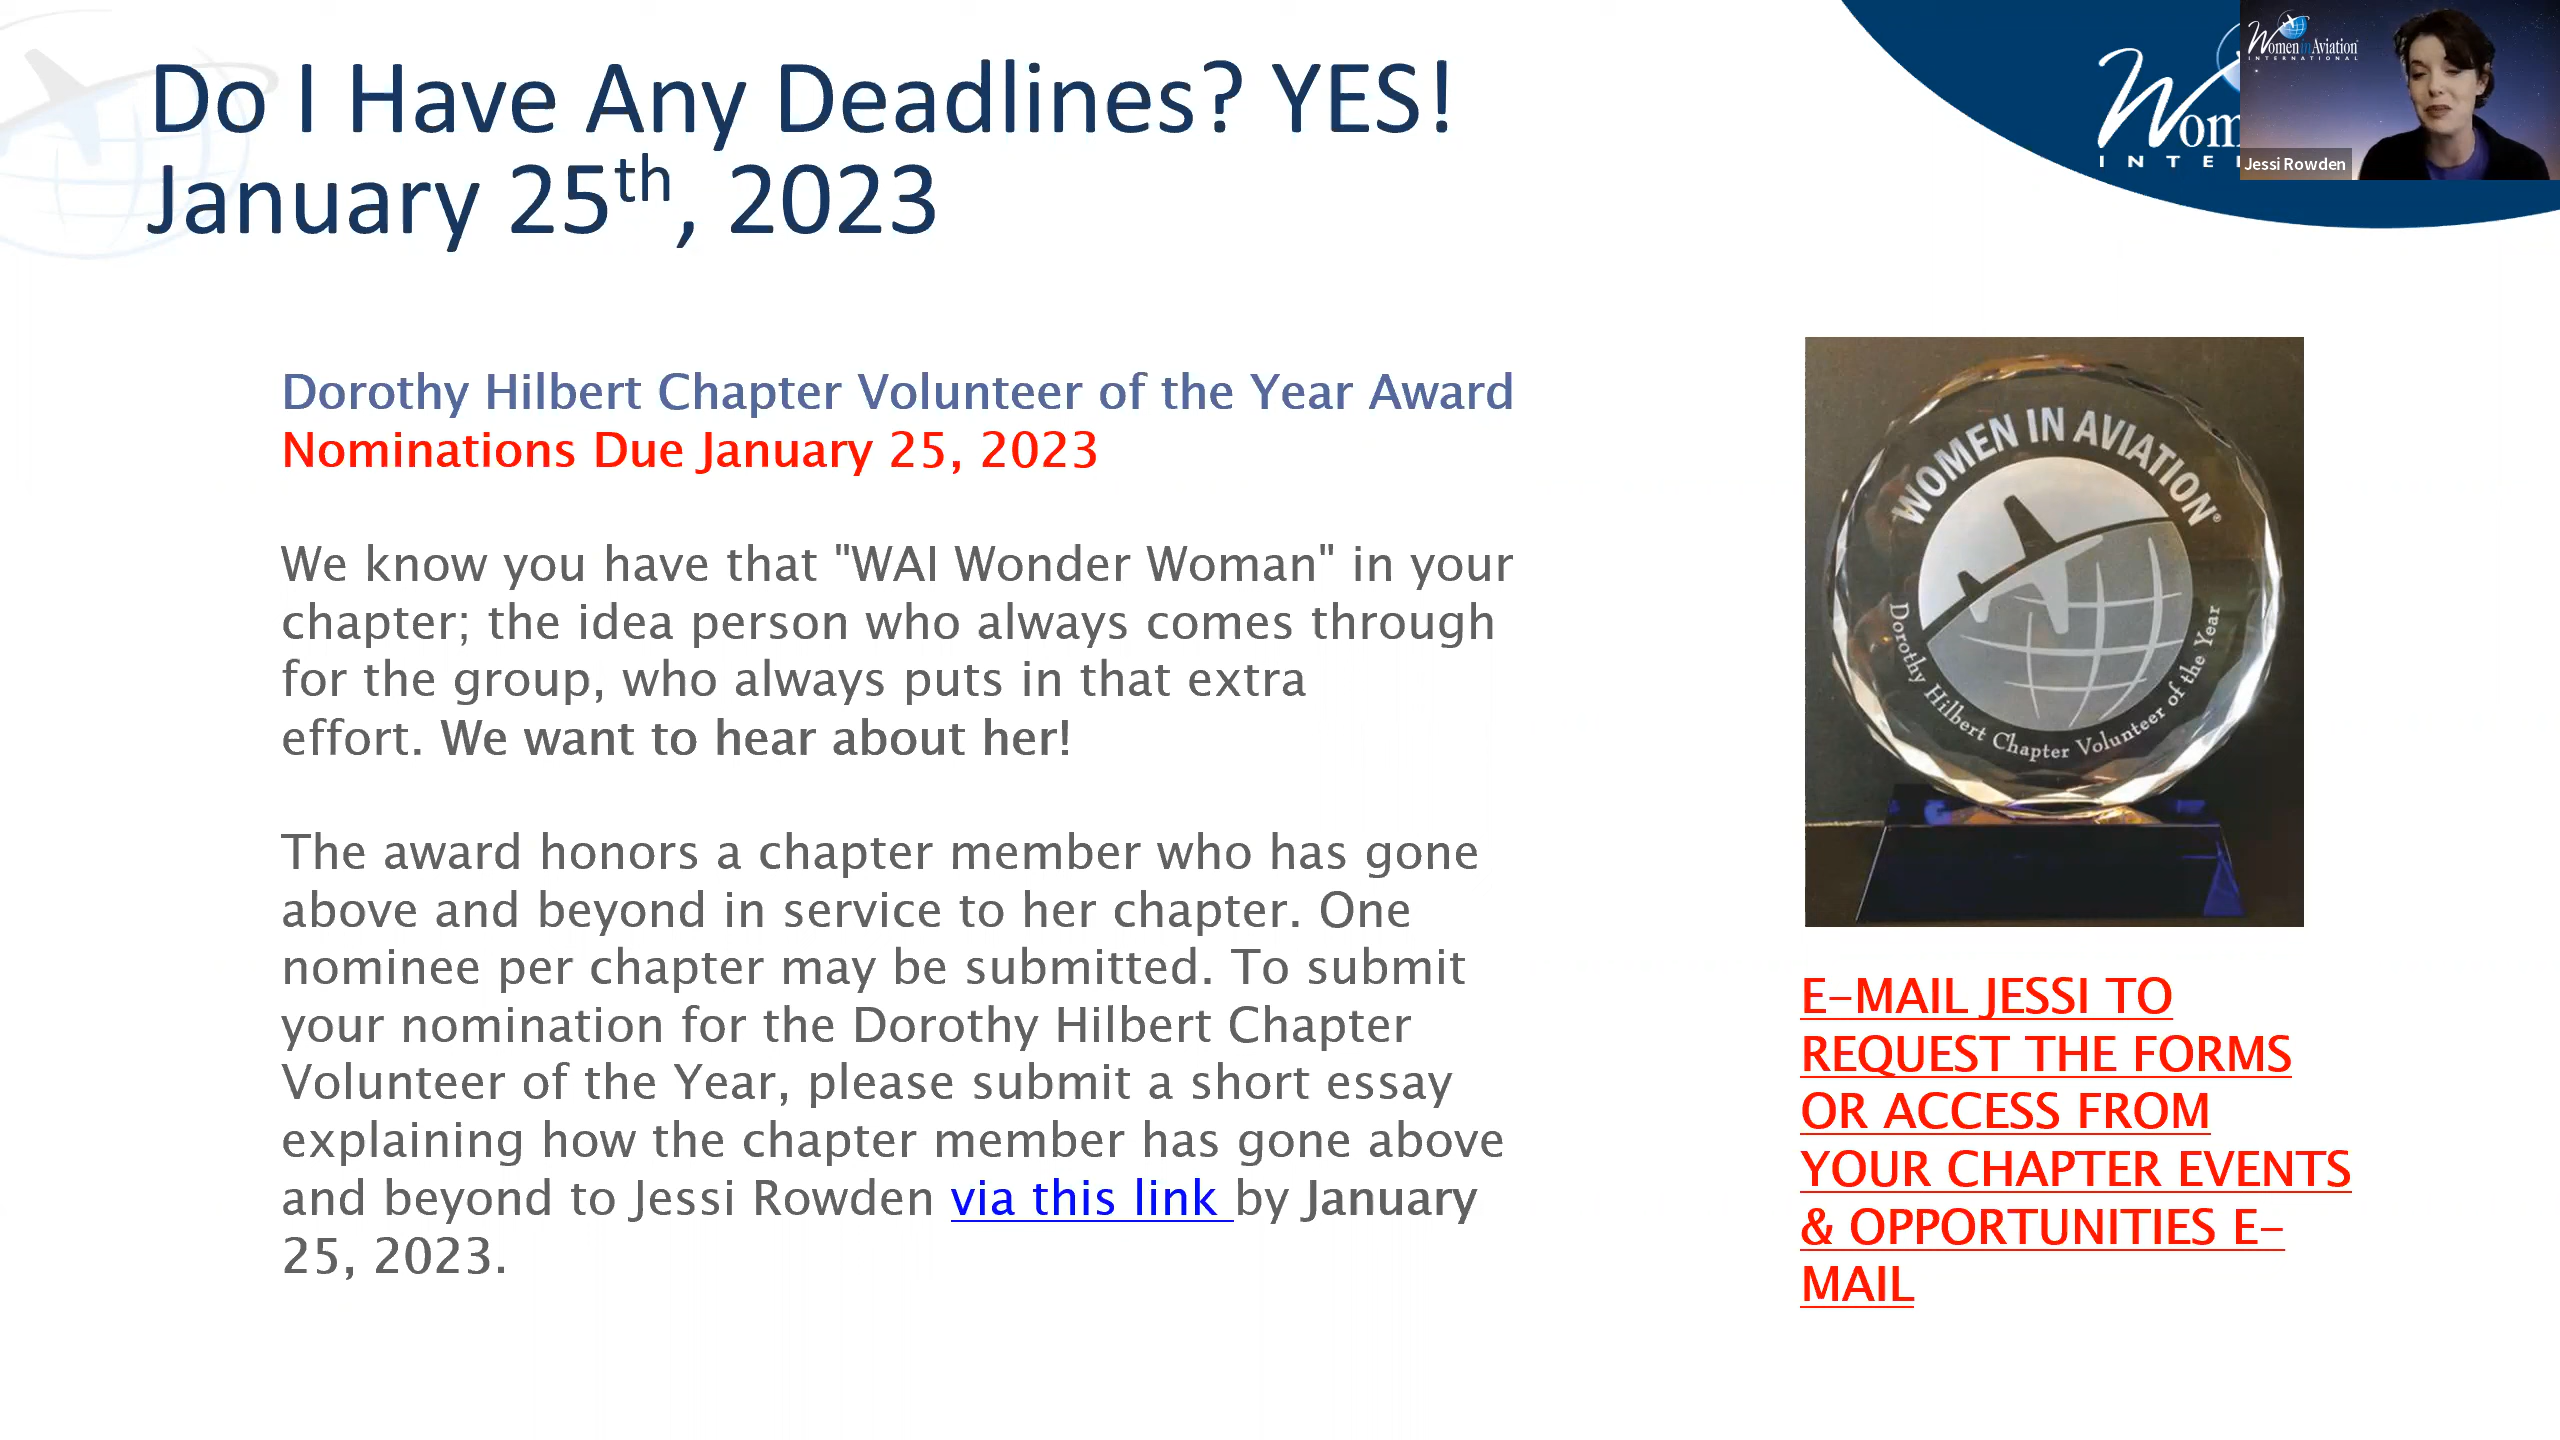 Do I Have Any Deadlines? YES!
January 25th, 2023
Wom
INTE
Women in Aviation
INTERNATIONAL
Jessi Rowden
Dorothy Hilbert Chapter Volunteer of the Year Award
Nominations Due January 25, 2023
We know you have that "WAI Wonder Woman" in your
chapter; the idea person who always comes through
for the group, who always puts in that extra
effort. We want to hear about her!
The award honors a chapter member who has gone
above and beyond in service to her chapter. One
nominee per chapter may be submitted. To submit
your nomination for the Dorothy Hilbert Chapter
Volunteer of the Year, please submit a short essay
explaining how the chapter member has gone above
and beyond to Jessi Rowden via this link by January
25, 2023.
WOMEN IN AVIATION®
Dorothy Hilbert Chapter Volunteer of the Year
E-MAIL JESSI TO
REQUEST THE FORMS
OR ACCESS FROM
YOUR CHAPTER EVENTS
& OPPORTUNITIES E-
MAIL